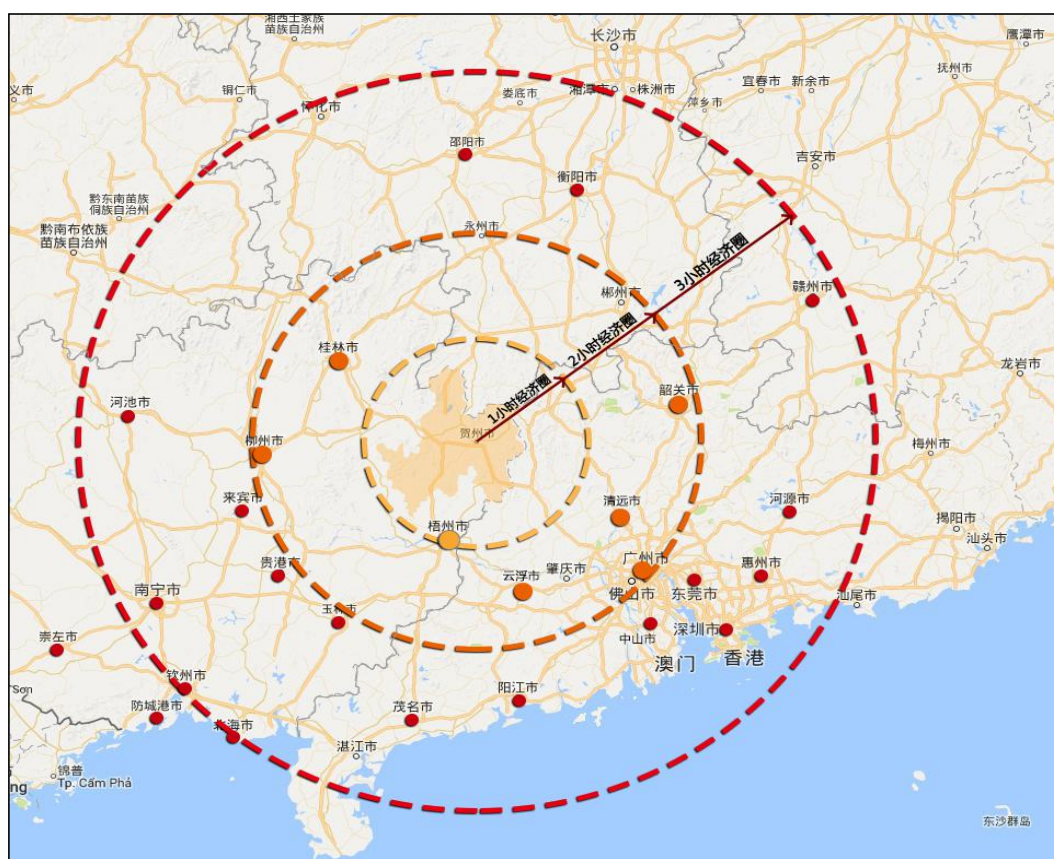 湘西土家族
苗族自治州
长沙市
鹰潭市
义市
铜仁市
怀化市
娄底市
湘潭市
株洲市
宜春市
新余市
抚州市
萍乡市
邵阳市
吉安市
衡阳市
黔东南苗族
侗族自治州
黔南布依族
苗族自治州
永州市
3小时经济圈
郴州市
赣州市
2小时经济圈
桂林市
龙岩市
1小时经济圈
韶关市
河池市
贺州市
柳州市
梅州市
来宾市
清远市
河源市
梧州市
揭阳市
汕头市
贵港市
云浮市
肇庆市
广州市
惠州市
南宁市
佛山市
东莞市
汕尾市
玉林市
崇左市
中山市
深圳市
澳门
香港
钦州市
Sơn
阳江市
防城港市
茂名市
北海市
湛江市
锦普
Tp. Cẩm Phả
ng
东沙群岛